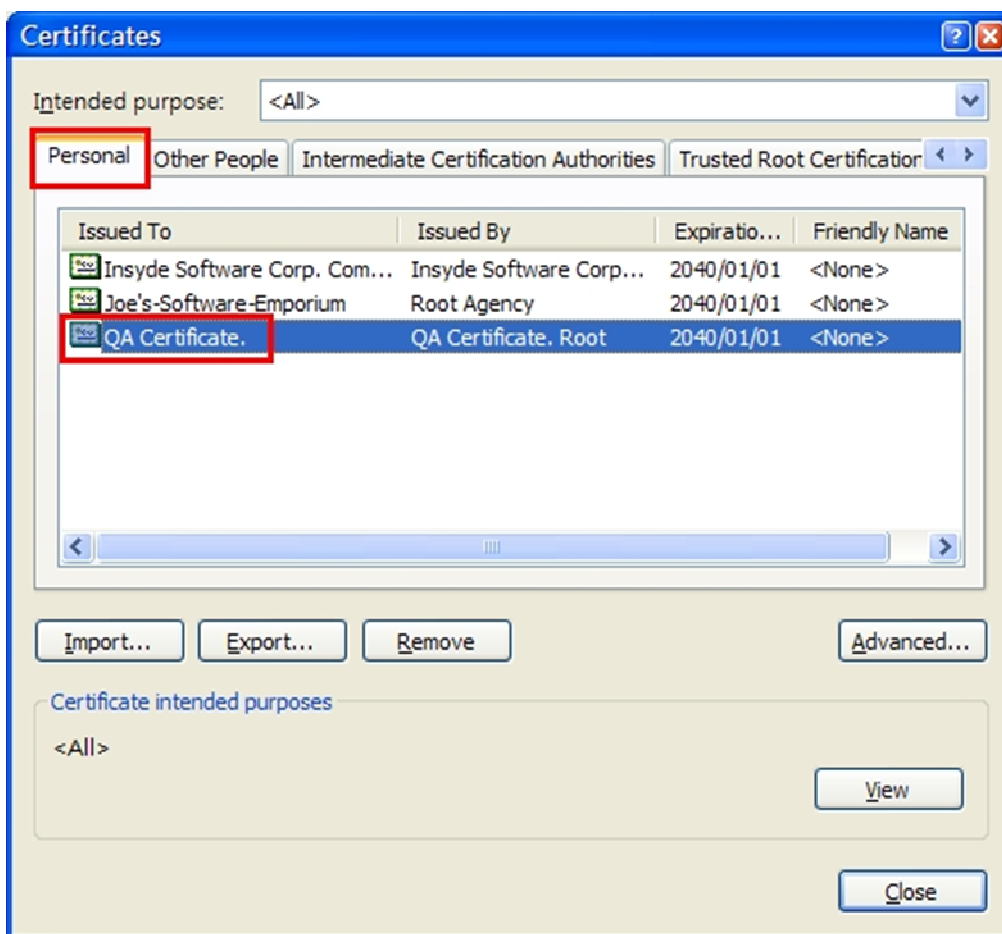 Certificates
Intended purpose: <All>
Personal Other People Intermediate Certification Authorities Trusted Root Certification
Issued To Issued By Expiratio... Friendly Name
Insyde Software Corp. Com... Insyde Software Corp... 2040/01/01 <None>
Joe's-Software-Emporium Root Agency 2040/01/01 <None>
QA Certificate. QA Certificate. Root 2040/01/01 <None>
Import... Export... Remove Advanced...
Certificate intended purposes
<All>
View
Close